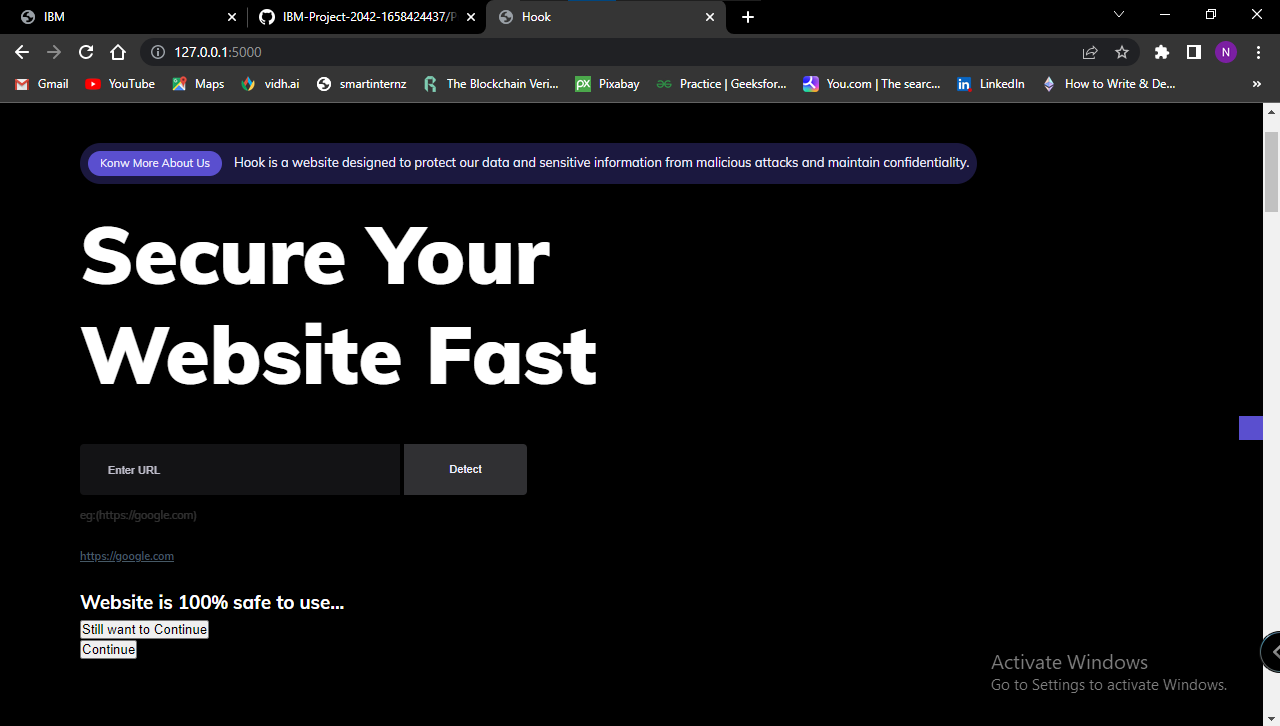 IBM
IBM-Project-2042-1658424437/P
Hook
127.0.0.1:5000
N
Gmail
YouTube
Maps
vidh.ai
smartinternz
The Blockchain Veri...
Pixabay
Practice | Geeksfor...
You.com | The searc...
LinkedIn
How to Write & De...
Konw More About Us
Hook is a website designed to protect our data and sensitive information from malicious attacks and maintain confidentiality.
Secure Your
Website Fast
Enter URL
Detect
eg:(https://google.com)
https://google.com
Website is 100% safe to use...
Still want to Continue
Continue
Activate Windows
Go to Settings to activate Windows.